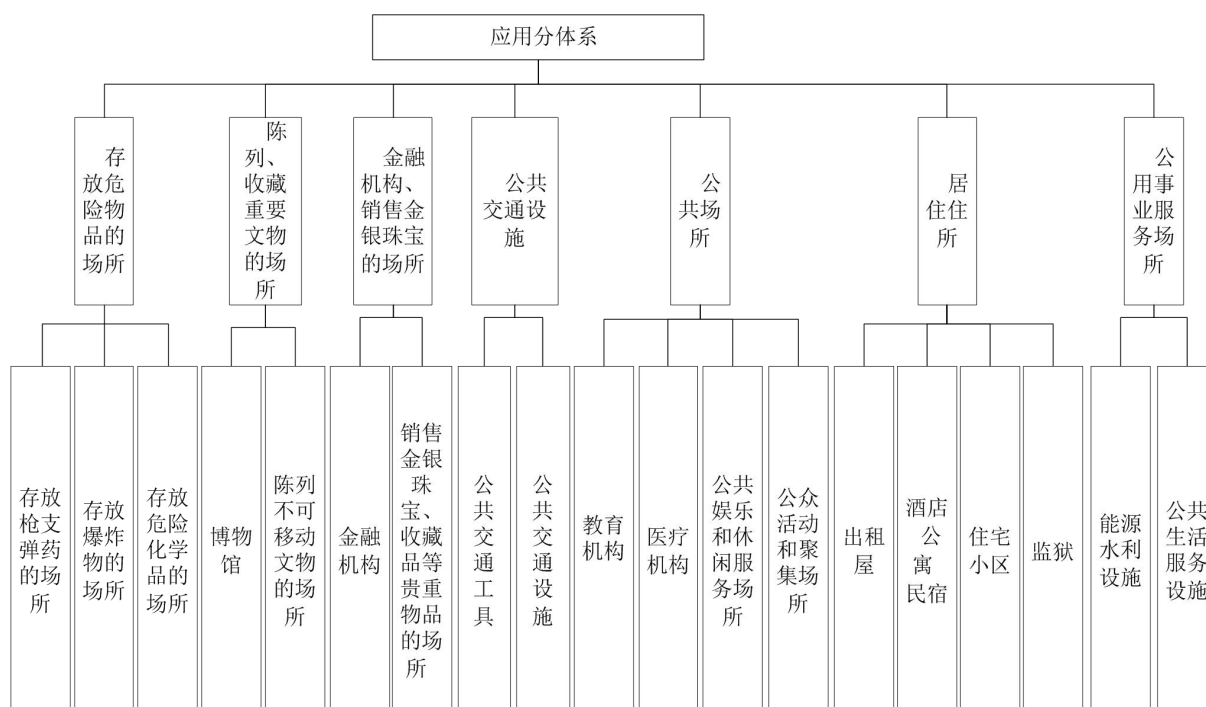 应用分体系
存
放危
险物
品的
场所
陈
列、
收藏
重要
文物
的场
所
金融
机构、
销售金
银珠宝
的场所
公共
交通设
施
公
共场
所
居
住住
所
公
用事
业服
务场
所
存放
枪支
弹药
的场
所
存放
爆炸
物的
场所
存放
危险
化学
品的
场所
博物
馆
陈列
不可
移动
文物
的场
所
金融
机构
销售
金银
珠
宝、
收藏
品等
贵重
物品
的场
所
公
共
交
通
工
具
公
共
交
通
设
施
教育
机构
医疗
机构
公共
娱乐
和休
闲服
务场
所
公众
活动
和聚
集场
所
出租
屋
酒店
公
寓
民宿
住宅
小区
监狱
能源
水利
设施
公共
生活
服务
设施